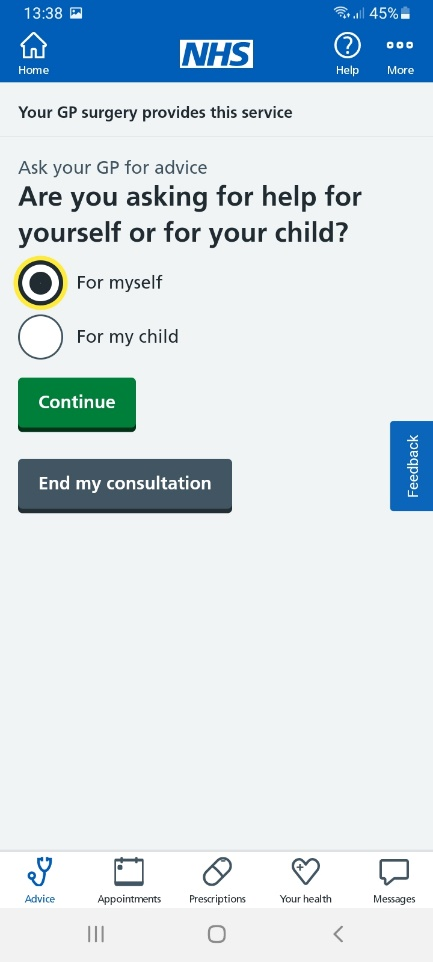 13:38
45%
Home
NHS
Help
More
Your GP surgery provides this service
Ask your GP for advice
Are you asking for help for
yourself or for your child?
For myself
For my child
Continue
Feedback
End my consultation
Advice
Appointments
Prescriptions
Your health
Messages